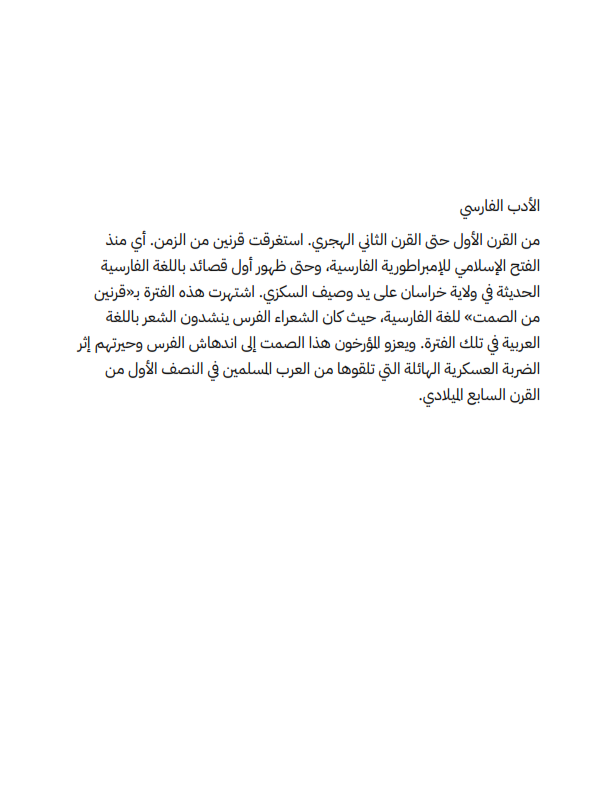 الأدب الفارسي
من القرن الأول حتى القرن الثاني الهجري. استغرقت قرنين من الزمن. أي منذ
الفتح الإسلامي للإمبراطورية الفارسية، وحتى ظهور أول قصائد باللغة الفارسية
الحديثة في ولاية خراسان على يد وصيف السكزي. اشتهرت هذه الفترة بـ«قرنين
من الصمت» للغة الفارسية، حيث كان الشعراء الفرس ينشدون الشعر باللغة
العربية في تلك الفترة. ويعزو المؤرخون هذا الصمت إلى اندهاش الفرس وحيرتهم إثر
الضربة العسكرية الهائلة التي تلقوها من العرب المسلمين في النصف الأول من
القرن السابع الميلادي.